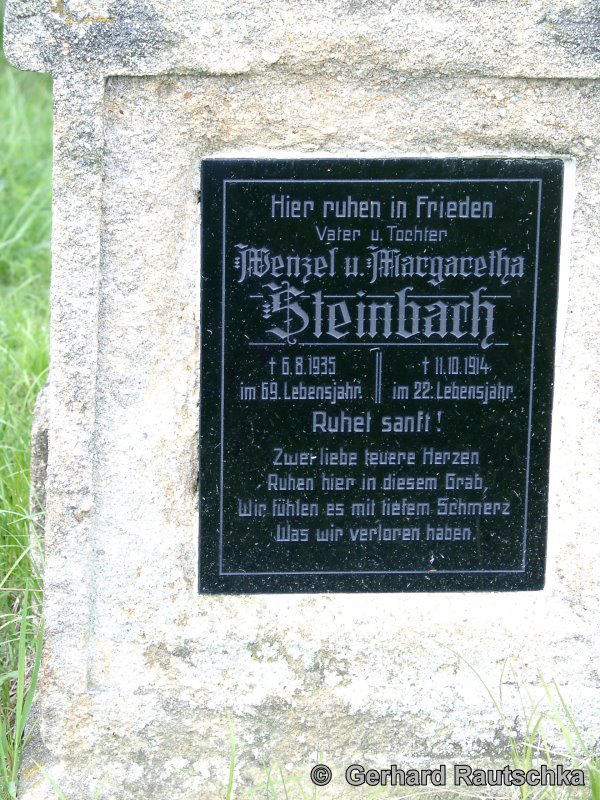 Hier ruhen in Frieden
Vater u. Tochter
Wenzel u. Margaretha
Steinbach
† 6.8.1935 † 11.10.1914
im 69. Lebensjahr. im 22. Lebensjahr.
Ruhet sanft!
Zwei liebe teuere Herzen
Ruhen hier in diesem Grab,
Wir fühlen es mit tiefem Schmerz
Was wir verloren haben.
© Gerhard Rautschka